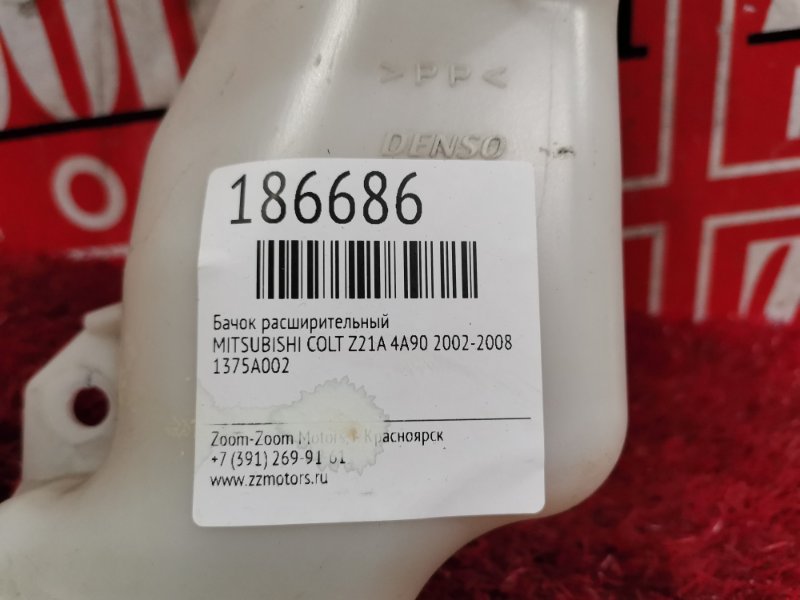 >PP<
DENSO
186686
Бачок расширительный
MITSUBISHI COLT Z21A 4A90 2002-2008
1375A002
Zoom-Zoom Motors, г Красноярск
+7 (391) 269-91 61
www.zzmotors.ru